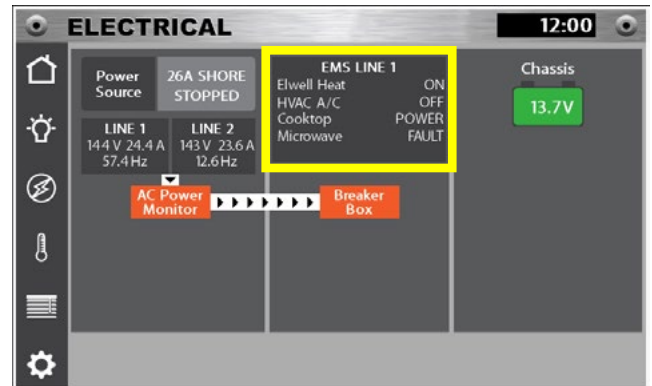 ELECTRICAL
12:00
Power
Source
26A SHORE
STOPPED
LINE 1
144 V 24.4 A
57.4 Hz
LINE 2
143 V 23.6 A
12.6 Hz
AC Power
Monitor
EMS LINE 1
Elwell Heat ON
HVAC A/C OFF
Cooktop POWER
Microwave FAULT
Breaker
Box
Chassis
13.7V